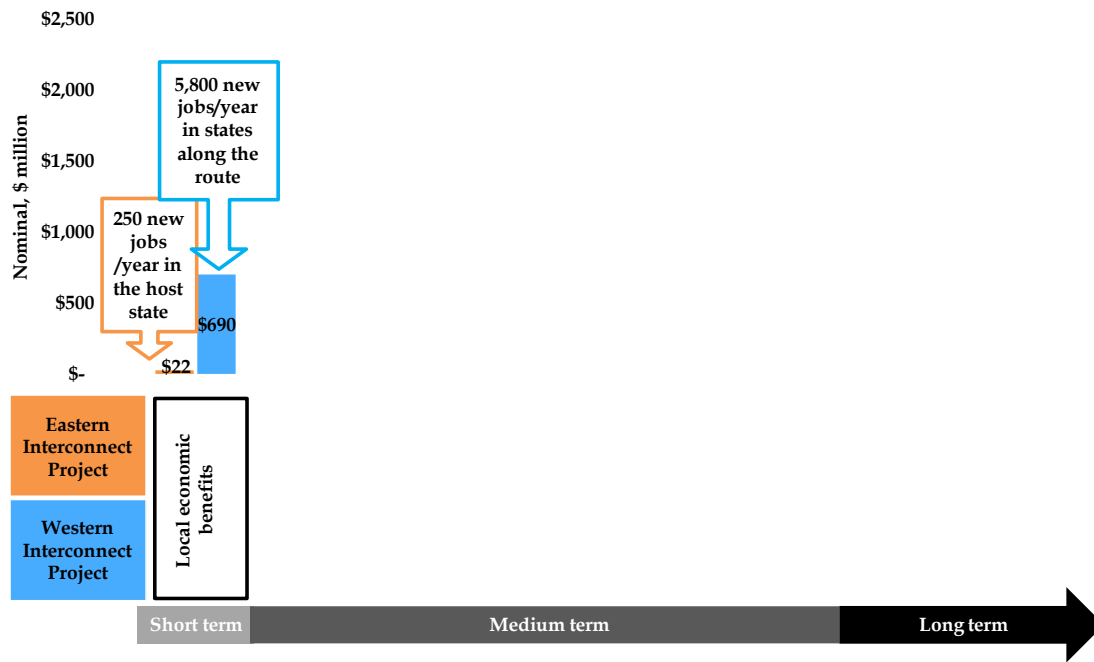 $2,500
$2,000
$1,500
$1,000
$500
$-
Nominal, $ million
5,800 new
jobs/year
in states
along the
route
250 new
jobs
/year in
the host
state
$690
$22
Eastern
Interconnect
Project
Western
Interconnect
Project
Local economic
benefits
Short term
Medium term
Long term